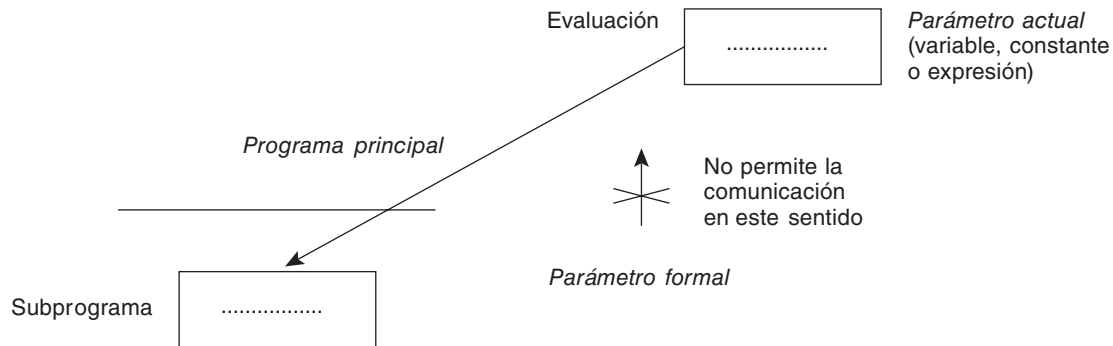 Evaluación
.................
Parámetro actual
(variable, constante
o expresión)
Programa principal
No permite la
comunicación
en este sentido
Parámetro formal
Subprograma
.................